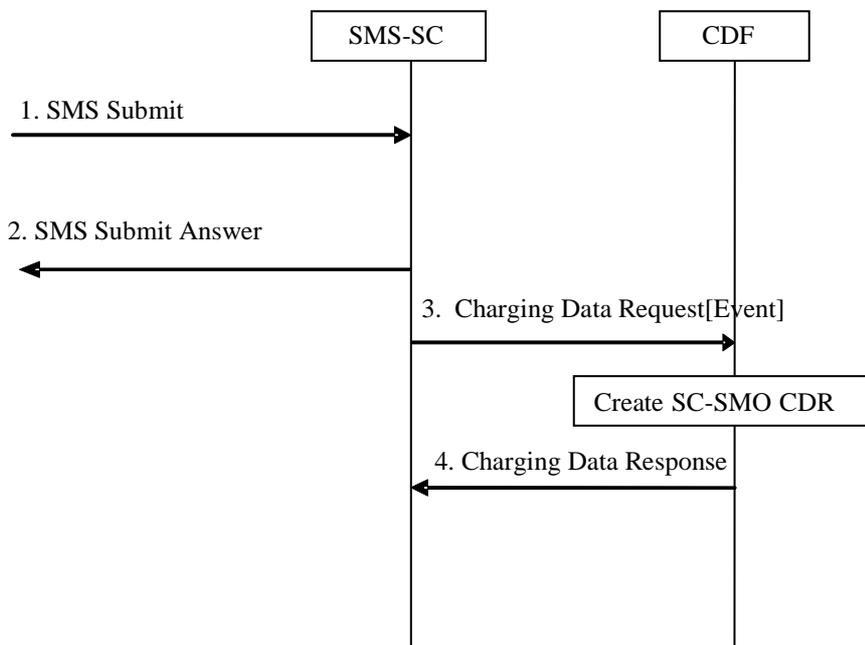 SMS-SC
CDF
1. SMS Submit
2. SMS Submit Answer
3. Charging Data Request[Event]
Create SC-SMO CDR
4. Charging Data Response